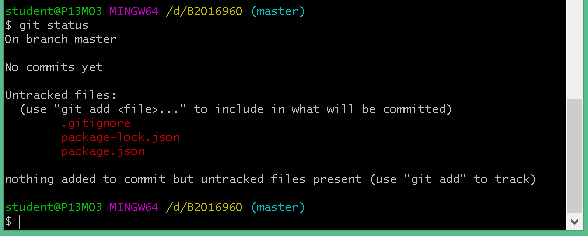 student@P13MO3 MINGW64 /d/B2016960 (master)
$ git status
On branch master
No commits yet
Untracked files:
(use "git add <file>..." to include in what will be committed)
.gitignore
package-lock.json
package.json
nothing added to commit but untracked files present (use "git add" to track)
student@P13MO3 MINGW64 /d/B2016960 (master)
$